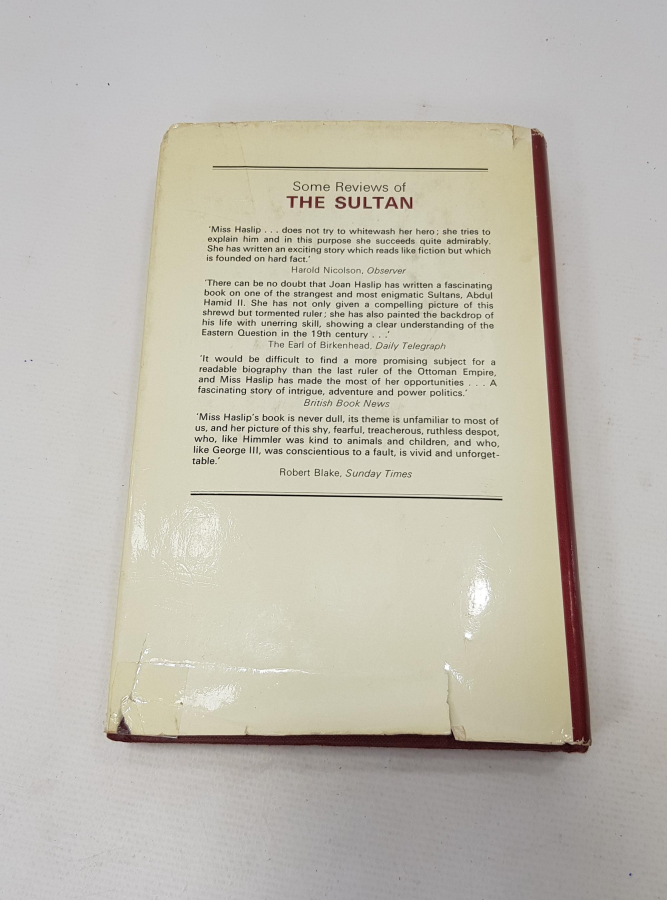 Some Reviews of
THE SULTAN
'Miss Haslip . . . does not try to whitewash her hero; she tries to
explain him and in this purpose she succeeds quite admirably.
She has written an exciting story which reads like fiction but which
is founded on hard fact.'
Harold Nicolson, Observer
'There can be no doubt that Joan Haslip has written a fascinating
book on one of the strangest and most enigmatic Sultans, Abdul
Hamid II. She has not only given a compelling picture of this
shrewd but tormented ruler; she has also painted the backdrop of
his life with unerring skill, showing a clear understanding of the
Eastern Question in the 19th century . . .'
The Earl of Birkenhead, Daily Telegraph
'It would be difficult to find a more promising subject for a
readable biography than the last ruler of the Ottoman Empire,
and Miss Haslip has made the most of her opportunities . . . A
fascinating story of intrigue, adventure and power politics.'
British Book News
'Miss Haslip's book is never dull, its theme is unfamiliar to most of
us, and her picture of this shy, fearful, treacherous, ruthless despot,
who, like Himmler was kind to animals and children, and who,
like George III, was conscientious to a fault, is vivid and unforget-
table.'
Robert Blake, Sunday Times